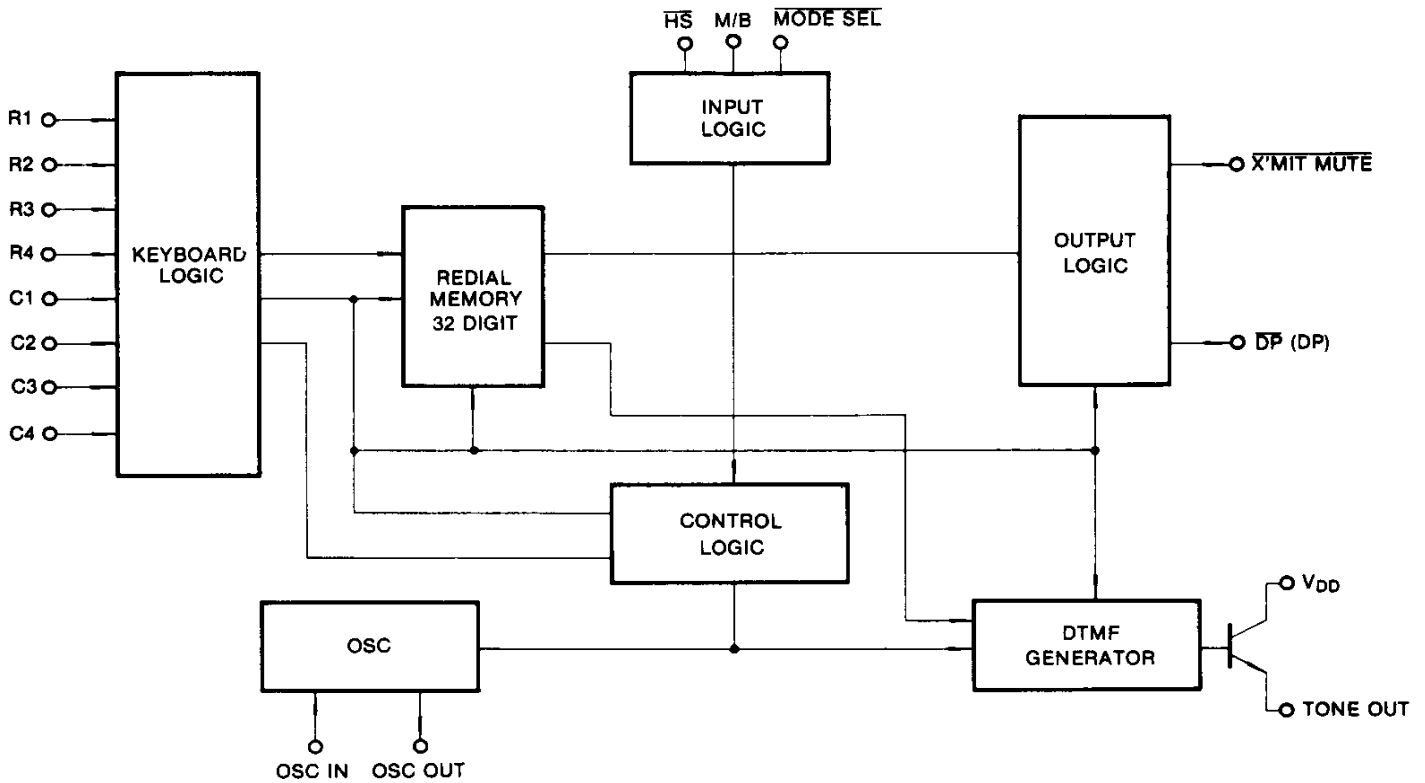 HS M/B MODE SEL
INPUT
LOGIC
R1
R2
R3
R4
C1
C2
C3
C4
KEYBOARD
LOGIC
REDIAL
MEMORY
32 DIGIT
OUTPUT
LOGIC
X'MIT MUTE
DP (DP)
CONTROL
LOGIC
OSC
OSC IN OSC OUT
DTMF
GENERATOR
VDD
TONE OUT